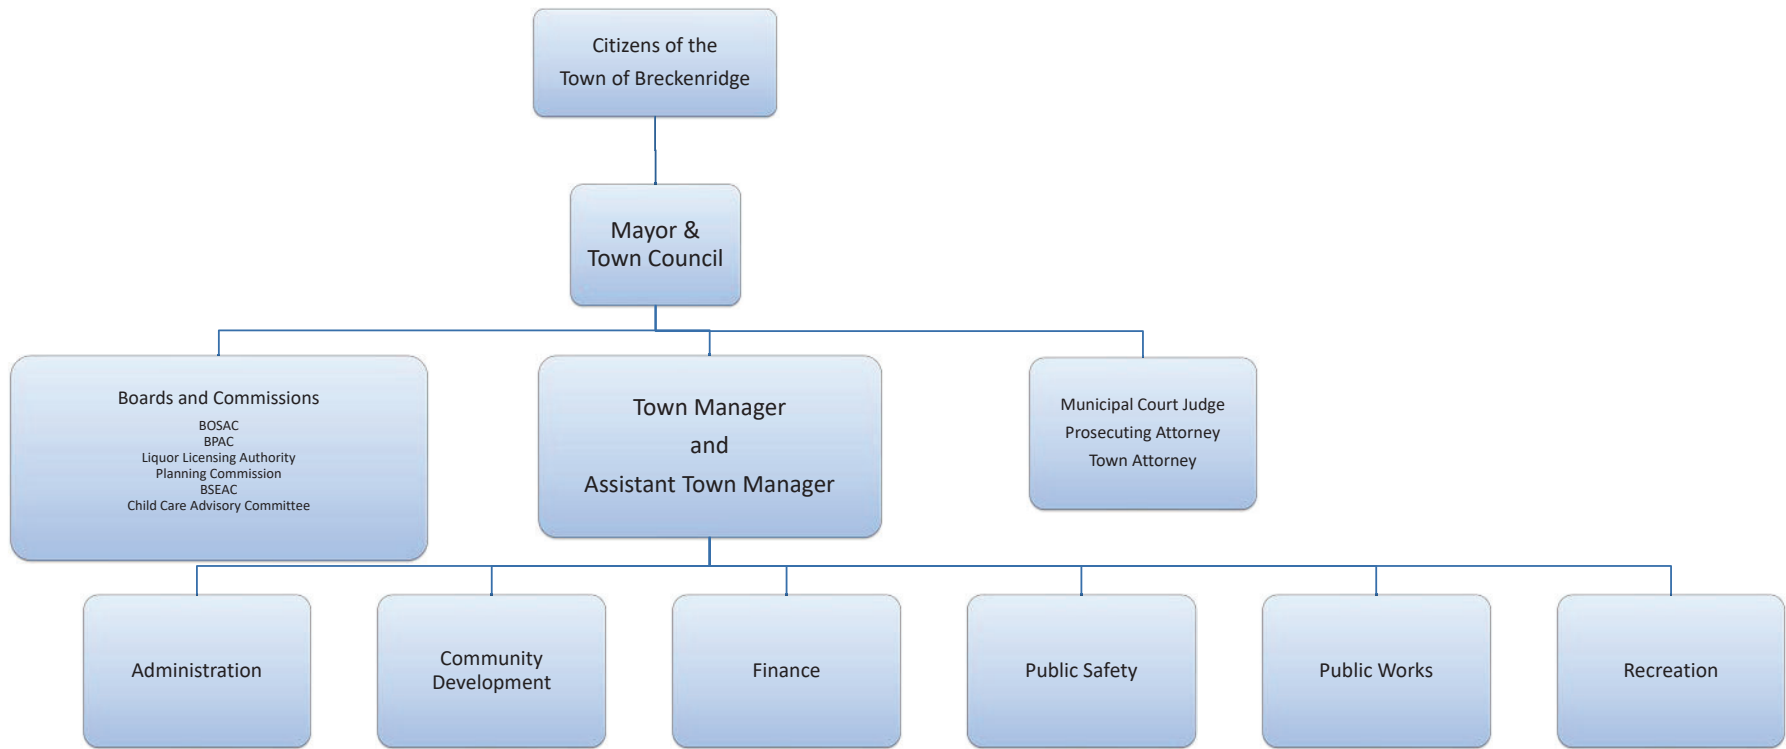 Citizens of the
Town of Breckenridge
Mayor &
Town Council
Boards and Commissions
BOSAC
BPAC
Liquor Licensing Authority
Planning Commission
BSEAC
Child Care Advisory Committee
Town Manager
and
Assistant Town Manager
Municipal Court Judge
Prosecuting Attorney
Town Attorney
Administration
Community
Development
Finance
Public Safety
Public Works
Recreation